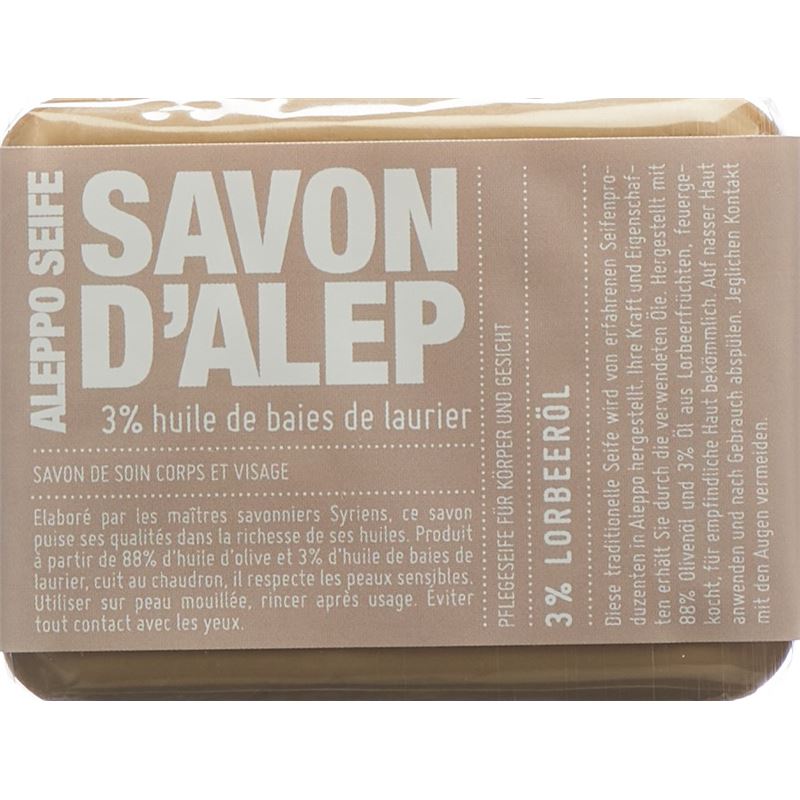 ALEPPO SEIFE
SAVON
D'ALEP
3% huile de baies de laurier
SAVON DE SOIN CORPS ET VISAGE
Elaboré par les maîtres savonniers Syriens, ce savon
puise ses qualités dans la richesse de ses huiles. Produit
à partir de 88% d'huile d'olive et 3% d'huile de baies de
laurier, cuit au chaudron, il respecte les peaux sensibles.
Utiliser sur peau mouillée, rincer après usage. Éviter
tout contact avec les yeux.
PFLEGESEIFE FÜR KÖRPER UND GESICHT
3% LORBEERÖL
Diese traditionelle Seife wird von erfahrenen Seifenpro-
duzenten in Aleppo hergestellt. Ihre Kraft und Eigenschaf-
ten erhält Sie durch die verwendeten Öle. Hergestellt mit
88% Olivenöl und 3% Öl aus Lorbeerfrüchten, feuerge-
kocht, für empfindliche Haut bekömmlich. Auf nasser Haut
anwenden und nach Gebrauch abspülen. Jeglichen Kontakt
mit den Augen vermeiden.